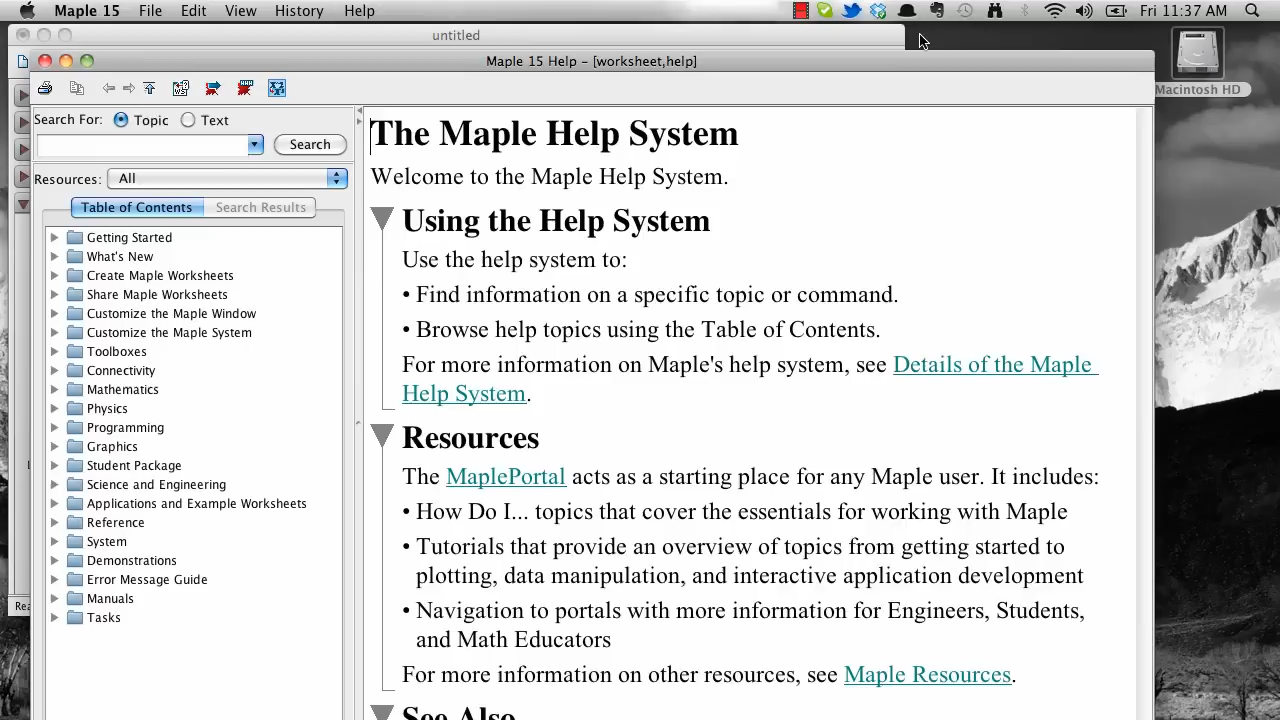 Maple 15 File Edit View History Help Fri 11:37 AM
untitled
Maple 15 Help – [worksheet,help]
Macintosh HD
Search For: Topic Text
Search
Resources: All
Table of Contents Search Results
Getting Started
What's New
Create Maple Worksheets
Share Maple Worksheets
Customize the Maple Window
Customize the Maple System
Toolboxes
Connectivity
Mathematics
Physics
Programming
Graphics
Student Package
Science and Engineering
Applications and Example Worksheets
Reference
System
Demonstrations
Error Message Guide
Manuals
Tasks
The Maple Help System
Welcome to the Maple Help System.
Using the Help System
Use the help system to:
• Find information on a specific topic or command.
• Browse help topics using the Table of Contents.
For more information on Maple's help system, see Details of the Maple
Help System.
Resources
The MaplePortal acts as a starting place for any Maple user. It includes:
• How Do I... topics that cover the essentials for working with Maple
• Tutorials that provide an overview of topics from getting started to
plotting, data manipulation, and interactive application development
• Navigation to portals with more information for Engineers, Students,
and Math Educators
For more information on other resources, see Maple Resources.
See Also